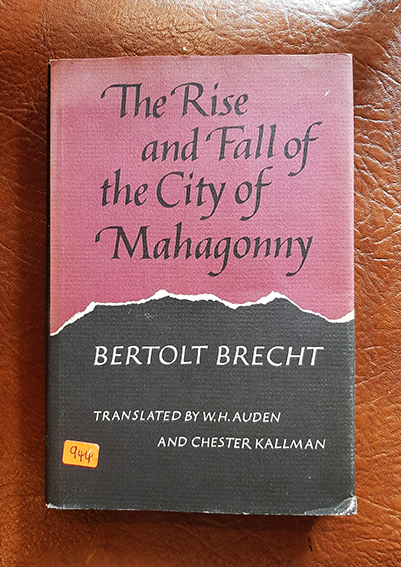 The Rise
and Fall of
the City of
Mahagonny
BERTOLT BRECHT
TRANSLATED BY W.H. AUDEN
AND CHESTER KALLMAN
944